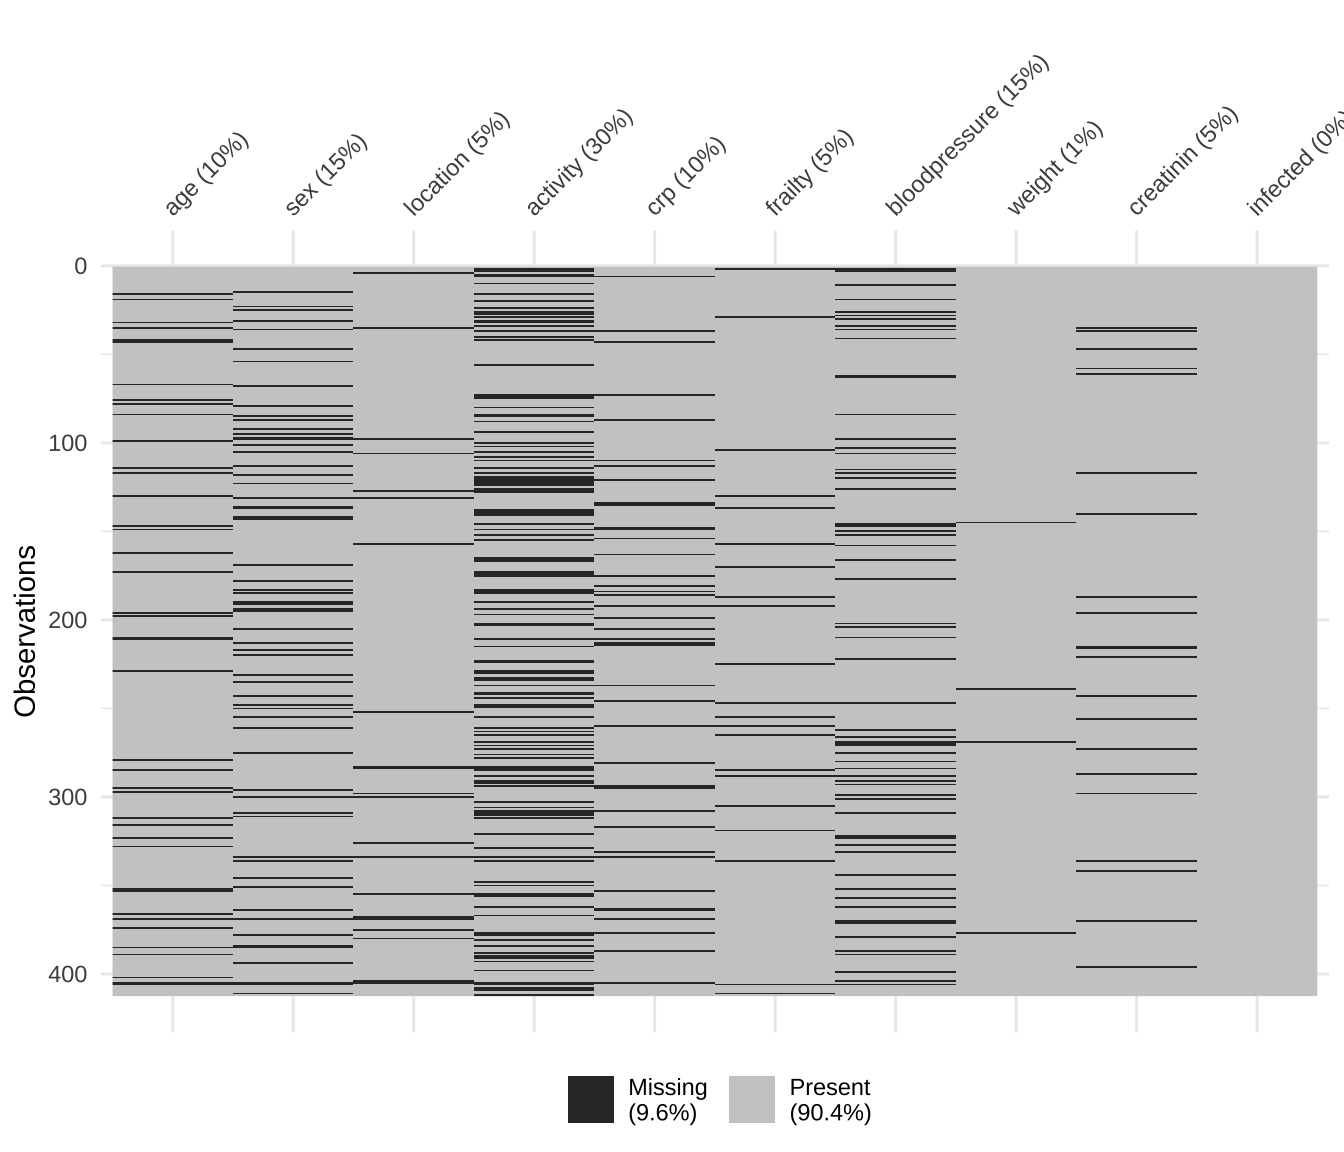 age (10%)
sex (15%)
location (5%)
activity (30%)
crp (10%)
frailty (5%)
bloodpressure (15%)
weight (1%)
creatinin (5%)
infected (0%
0
100
200
300
400
Observations
Missing
(9.6%)
Present
(90.4%)